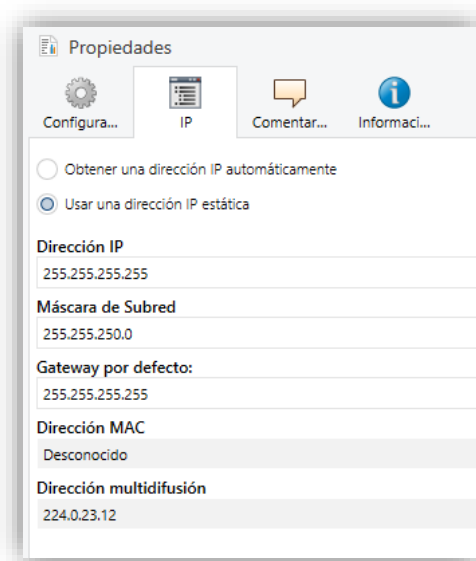 Propiedades
Configura... IP Comentar... Informaci...
Obtener una dirección IP automáticamente
Usar una dirección IP estática
Dirección IP
255.255.255.255
Máscara de Subred
255.255.250.0
Gateway por defecto:
255.255.255.255
Dirección MAC
Desconocido
Dirección multidifusión
224.0.23.12